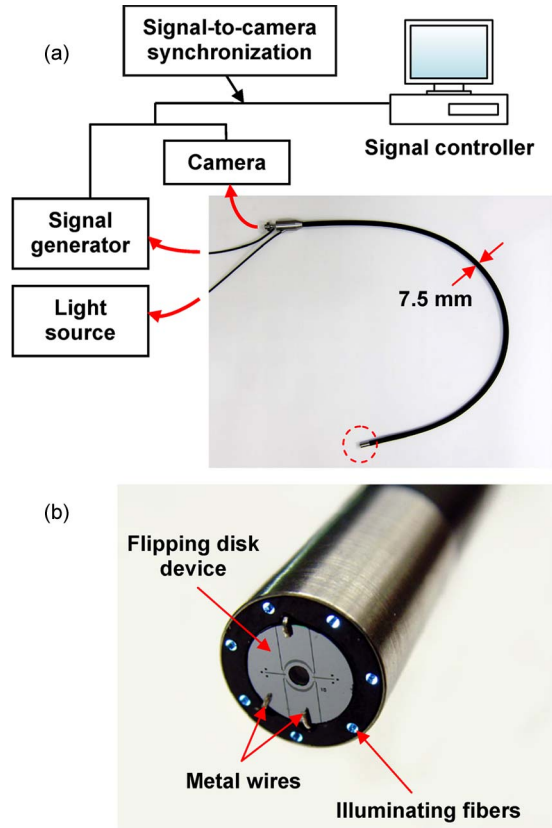 (a)
Signal-to-camera
synchronization
Signal controller
Camera
Signal
generator
Light
source
7.5 mm
(b)
Flipping disk
device
Metal wires
Illuminating fibers